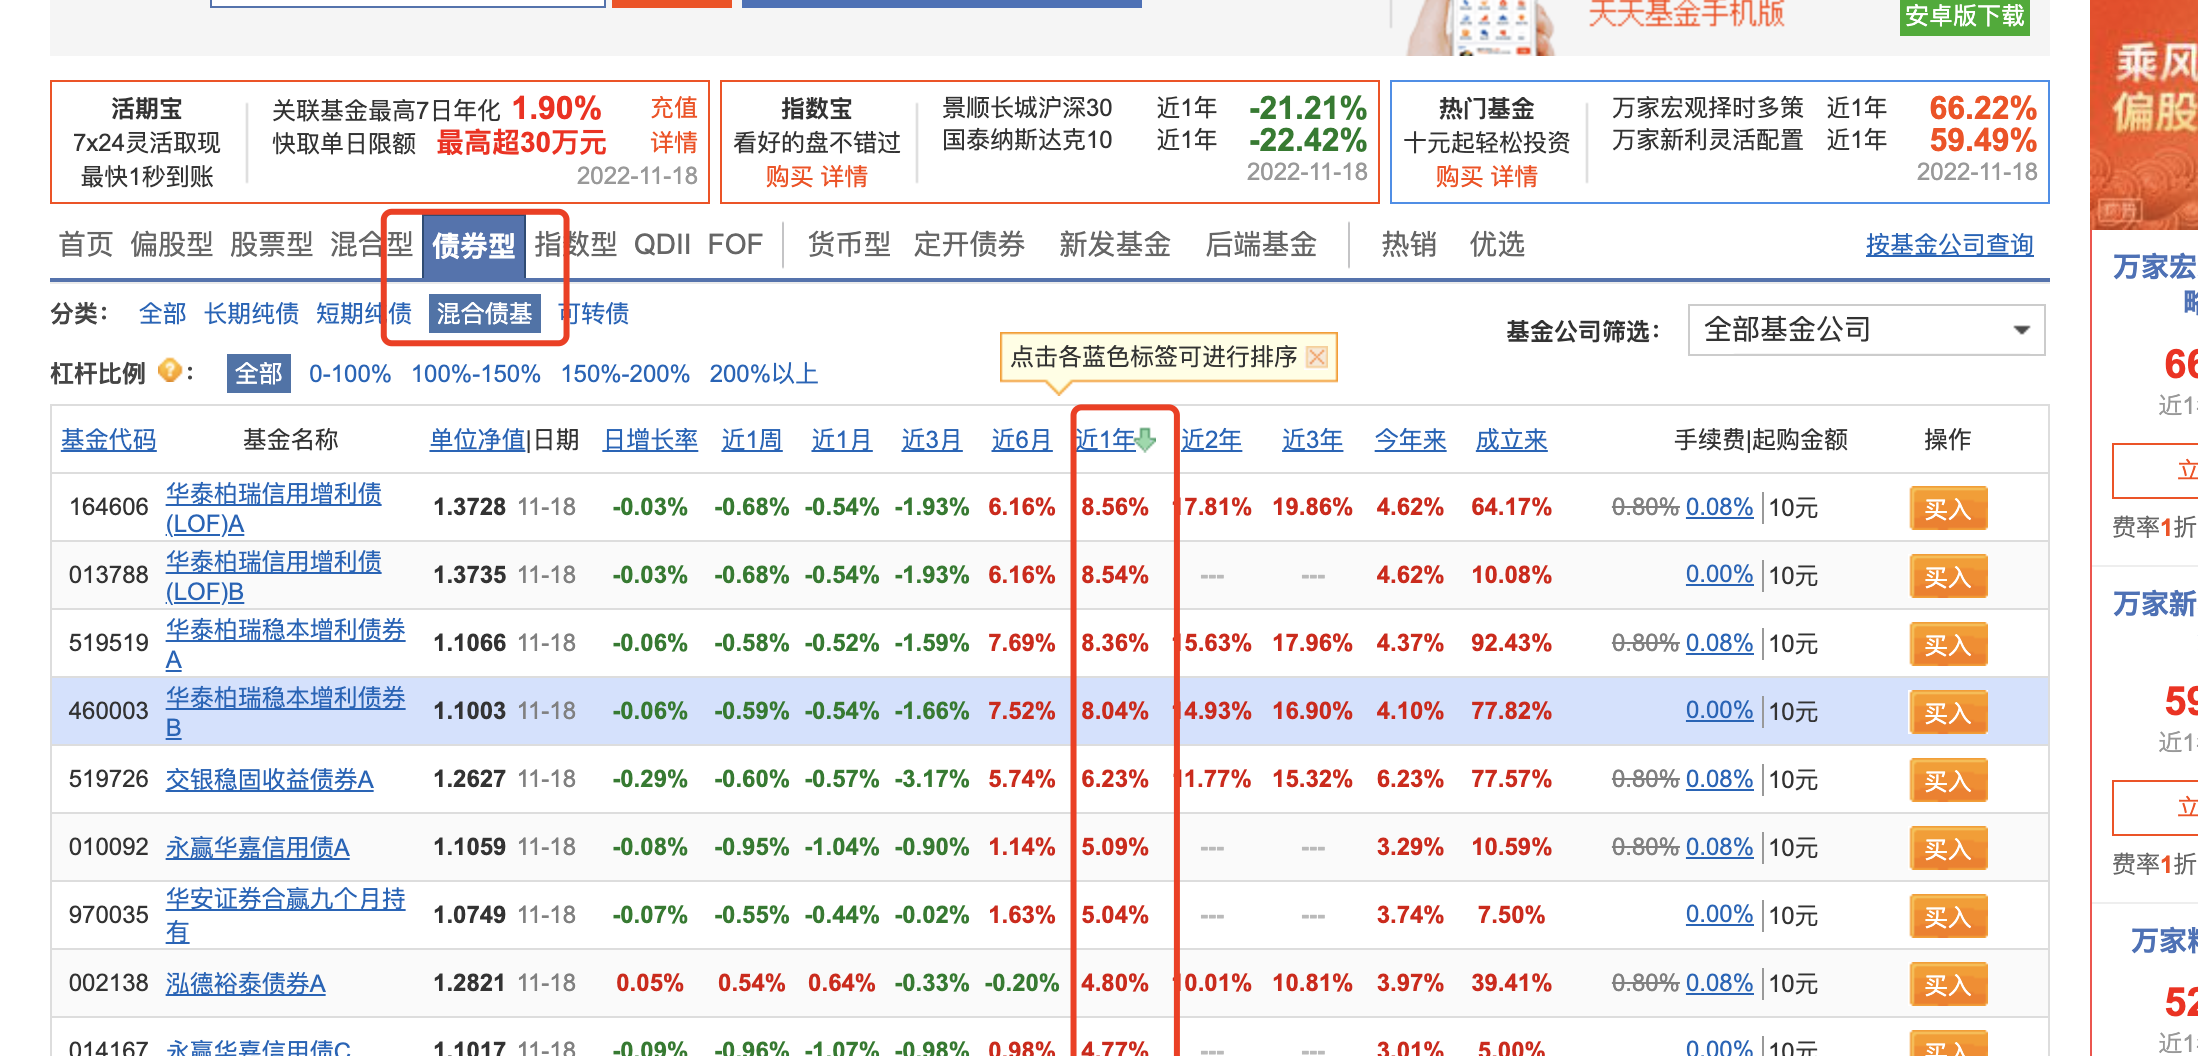 天天基金手机版
安卓版下载
活期宝
7x24灵活取现
最快1秒到账
关联基金最高7日年化 1.90% 充值
快取单日限额 最高超30万元 详情
2022-11-18
指数宝
看好的盘不错过
购买 详情
景顺长城沪深30 近1年 -21.21%
国泰纳斯达克10 近1年 -22.42%
2022-11-18
热门基金
十元起轻松投资
购买 详情
万家宏观择时多策 近1年 66.22%
万家新利灵活配置 近1年 59.49%
2022-11-18
首页 偏股型 股票型 混合型 债券型 指数型 QDII FOF 货币型 定开债券 新发基金 后端基金 热销 优选 按基金公司查询
分类： 全部 长期纯债 短期纯债 混合债基 可转债
基金公司筛选： 全部基金公司
杠杆比例 ? ： 全部 0-100% 100%-150% 150%-200% 200%以上
点击各蓝色标签可进行排序
基金代码 基金名称 单位净值|日期 日增长率 近1周 近1月 近3月 近6月 近1年 近2年 近3年 今年来 成立来 手续费|起购金额 操作
164606 华泰柏瑞信用增利债(LOF)A 1.3728 11-18 -0.03% -0.68% -0.54% -1.93% 6.16% 8.56% 17.81% 19.86% 4.62% 64.17% 0.80% 0.08% |10元 买入
013788 华泰柏瑞信用增利债(LOF)B 1.3735 11-18 -0.03% -0.68% -0.54% -1.93% 6.16% 8.54% --- --- 4.62% 10.08% 0.00% |10元 买入
519519 华泰柏瑞稳本增利债券A 1.1066 11-18 -0.06% -0.58% -0.52% -1.59% 7.69% 8.36% 15.63% 17.96% 4.37% 92.43% 0.80% 0.08% |10元 买入
460003 华泰柏瑞稳本增利债券B 1.1003 11-18 -0.06% -0.59% -0.54% -1.66% 7.52% 8.04% 14.93% 16.90% 4.10% 77.82% 0.00% |10元 买入
519726 交银稳固收益债券A 1.2627 11-18 -0.29% -0.60% -0.57% -3.17% 5.74% 6.23% 11.77% 15.32% 6.23% 77.57% 0.80% 0.08% |10元 买入
010092 永赢华嘉信用债A 1.1059 11-18 -0.08% -0.95% -1.04% -0.90% 1.14% 5.09% --- --- 3.29% 10.59% 0.80% 0.08% |10元 买入
970035 华安证券合赢九个月持有 1.0749 11-18 -0.07% -0.55% -0.44% -0.02% 1.63% 5.04% --- --- 3.74% 7.50% 0.00% |10元 买入
002138 泓德裕泰债券A 1.2821 11-18 0.05% 0.54% 0.64% -0.33% -0.20% 4.80% 10.01% 10.81% 3.97% 39.41% 0.80% 0.08% |10元 买入
014167 永赢华嘉信用债C 1.1017 11-18 -0.09% -0.96% -1.07% -0.98% 0.98% 4.77% --- --- 3.01% 5.00% 0.00% |10元 买入
乘风
偏股
万家宏
略
66
近1
立
费率1折
万家新
59
近1
立
费率1折
万家精
52
近1